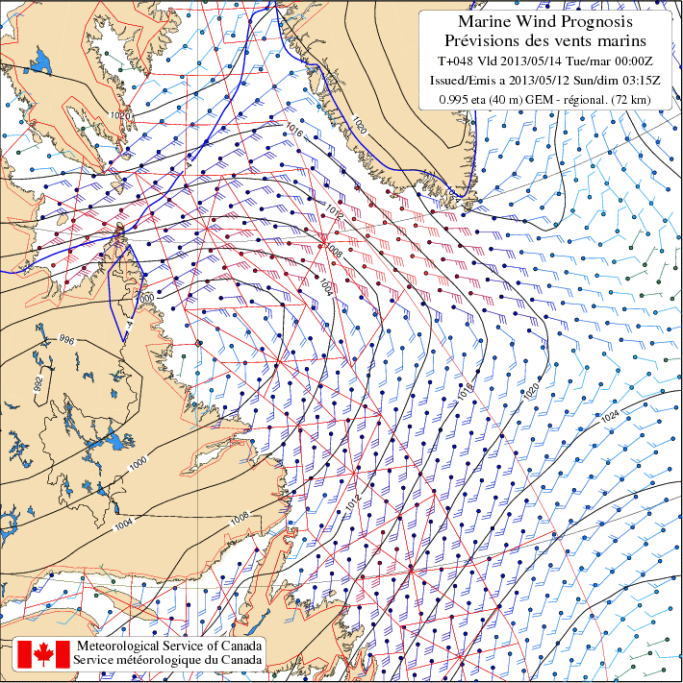 Marine Wind Prognosis
Prévisions des vents marins
T+048 Vld 2013/05/14 Tue/mar 00:00Z
Issued/Emis a 2013/05/12 Sun/dim 03:15Z
0.995 eta (40 m) GEM - régional. (72 km)
1020
1016
1020
1012
1008
1004
000
996
992
1016
1020
1024
1000
1012
1004
1008
Meteorological Service of Canada
Service météorologique du Canada